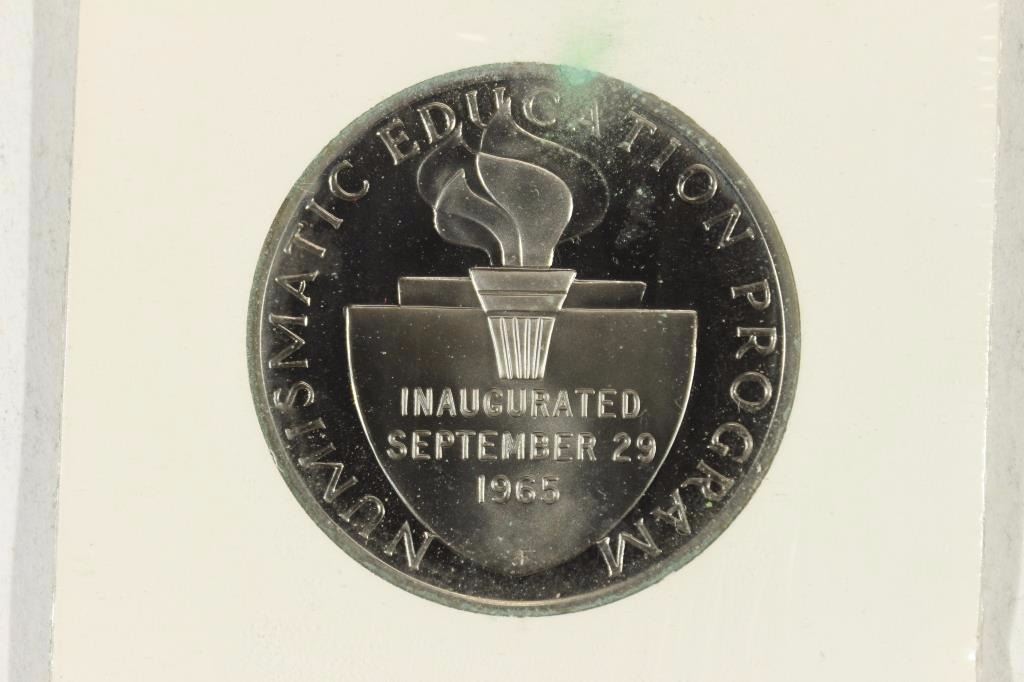 NUMISMATIC EDUCATION PROGRAM
INAUGURATED
SEPTEMBER 29
1965